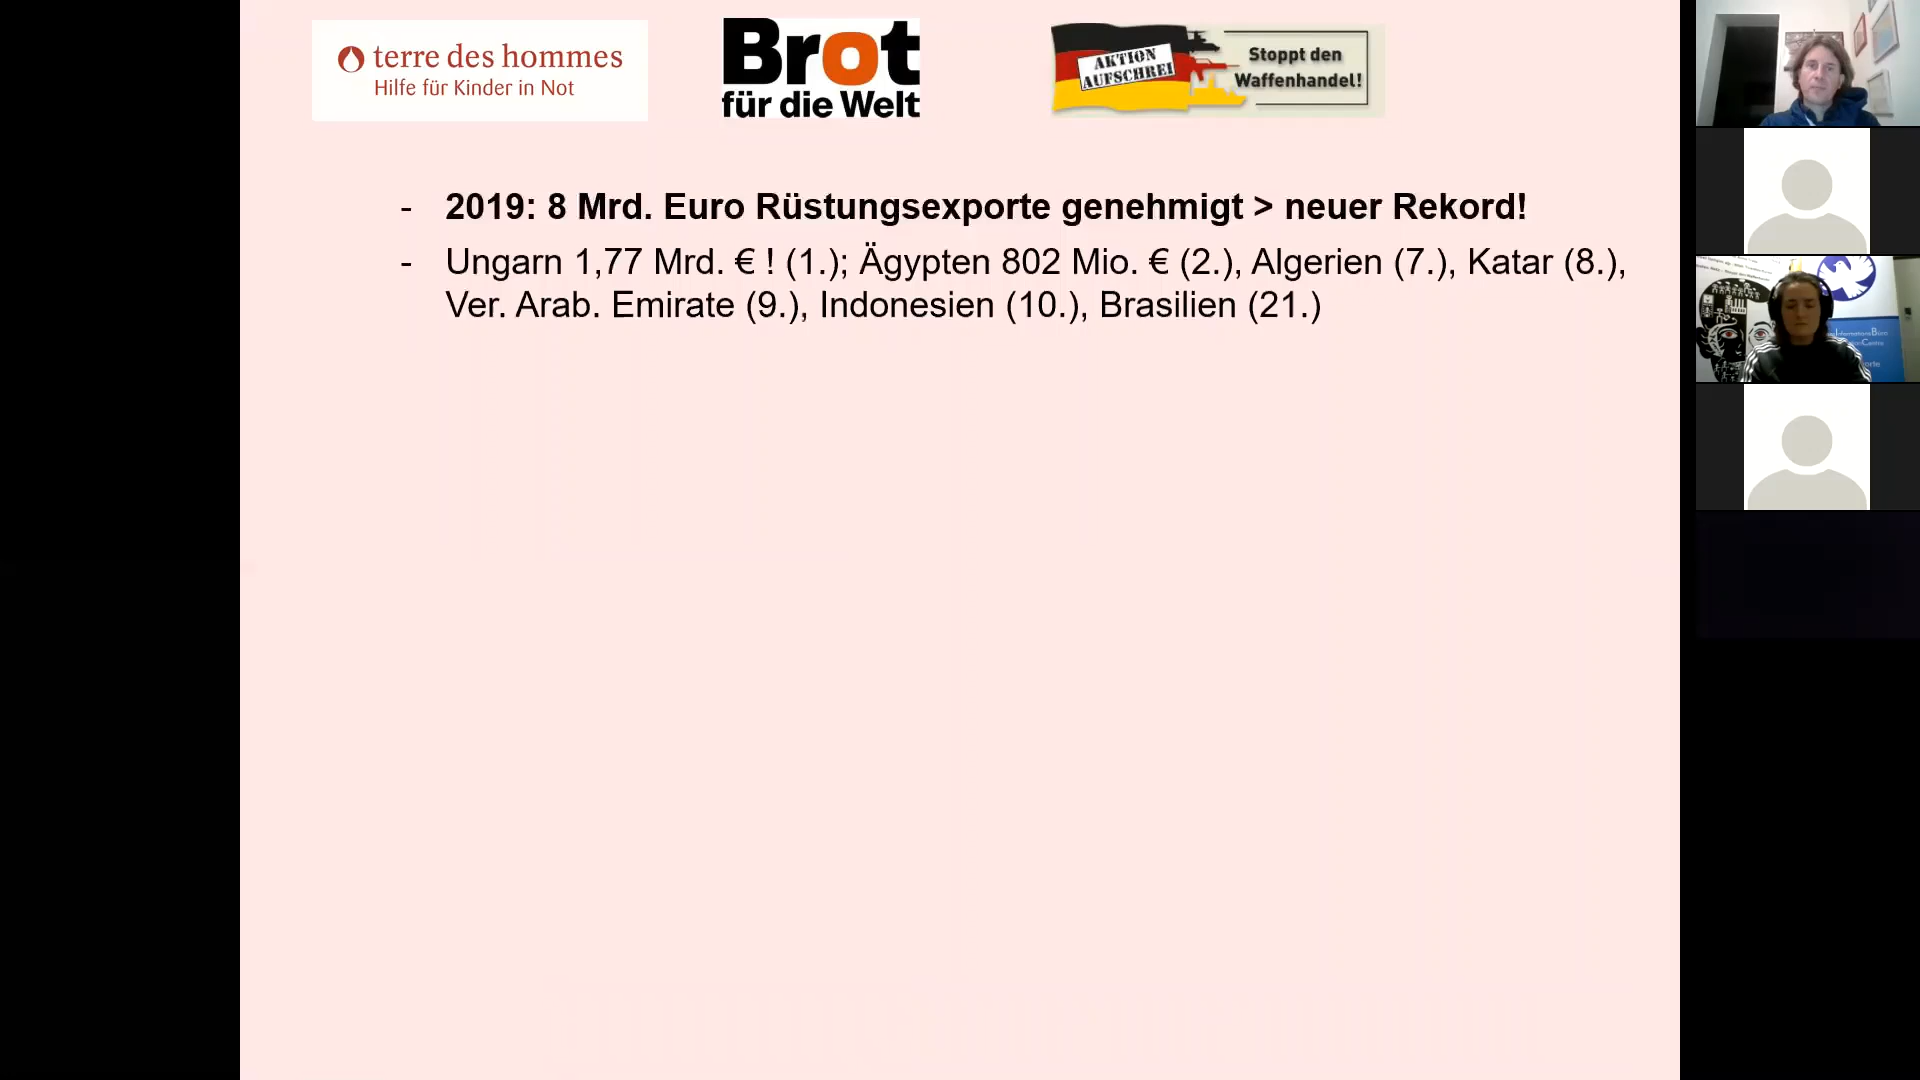 terre des hommes
Hilfe für Kinder in Not
Brot
für die Welt
AKTION
AUFSCHREI
Stoppt den
Waffenhandel!
- 2019: 8 Mrd. Euro Rüstungsexporte genehmigt > neuer Rekord!
- Ungarn 1,77 Mrd. € ! (1.); Ägypten 802 Mio. € (2.), Algerien (7.), Katar (8.),
Ver. Arab. Emirate (9.), Indonesien (10.), Brasilien (21.)